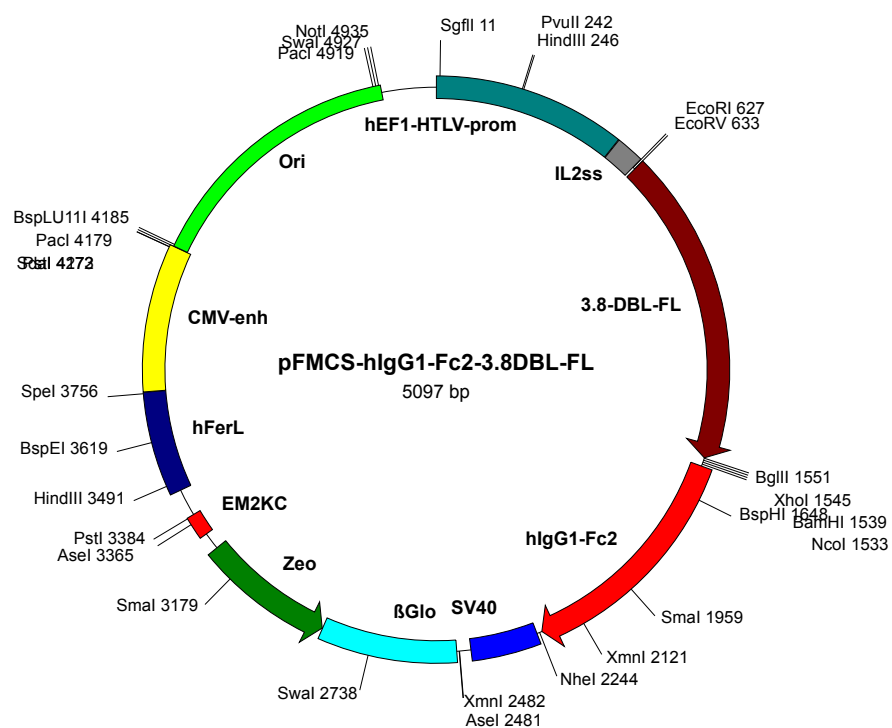 NotI 4935
SwaI 4927
PacI 4919
SgfII 11
PvuII 242
HindIII 246
hEF1-HTLV-prom
EcoRI 627
EcoRV 633
IL2ss
Ori
BspLU11I 4185
PacI 4179
3.8-DBL-FL
CMV-enh
pFMCS-hIgG1-Fc2-3.8DBL-FL
5097 bp
SpeI 3756
hFerL
BspEI 3619
HindIII 3491
BglII 1551
XhoI 1545
BspHI 1648
BamHI 1539
NcoI 1533
EM2KC
hIgG1-Fc2
PstI 3384
AseI 3365
Zeo
SmaI 3179
ßGlo
SV40
SmaI 1959
XmnI 2121
NheI 2244
SwaI 2738
XmnI 2482
AseI 2481